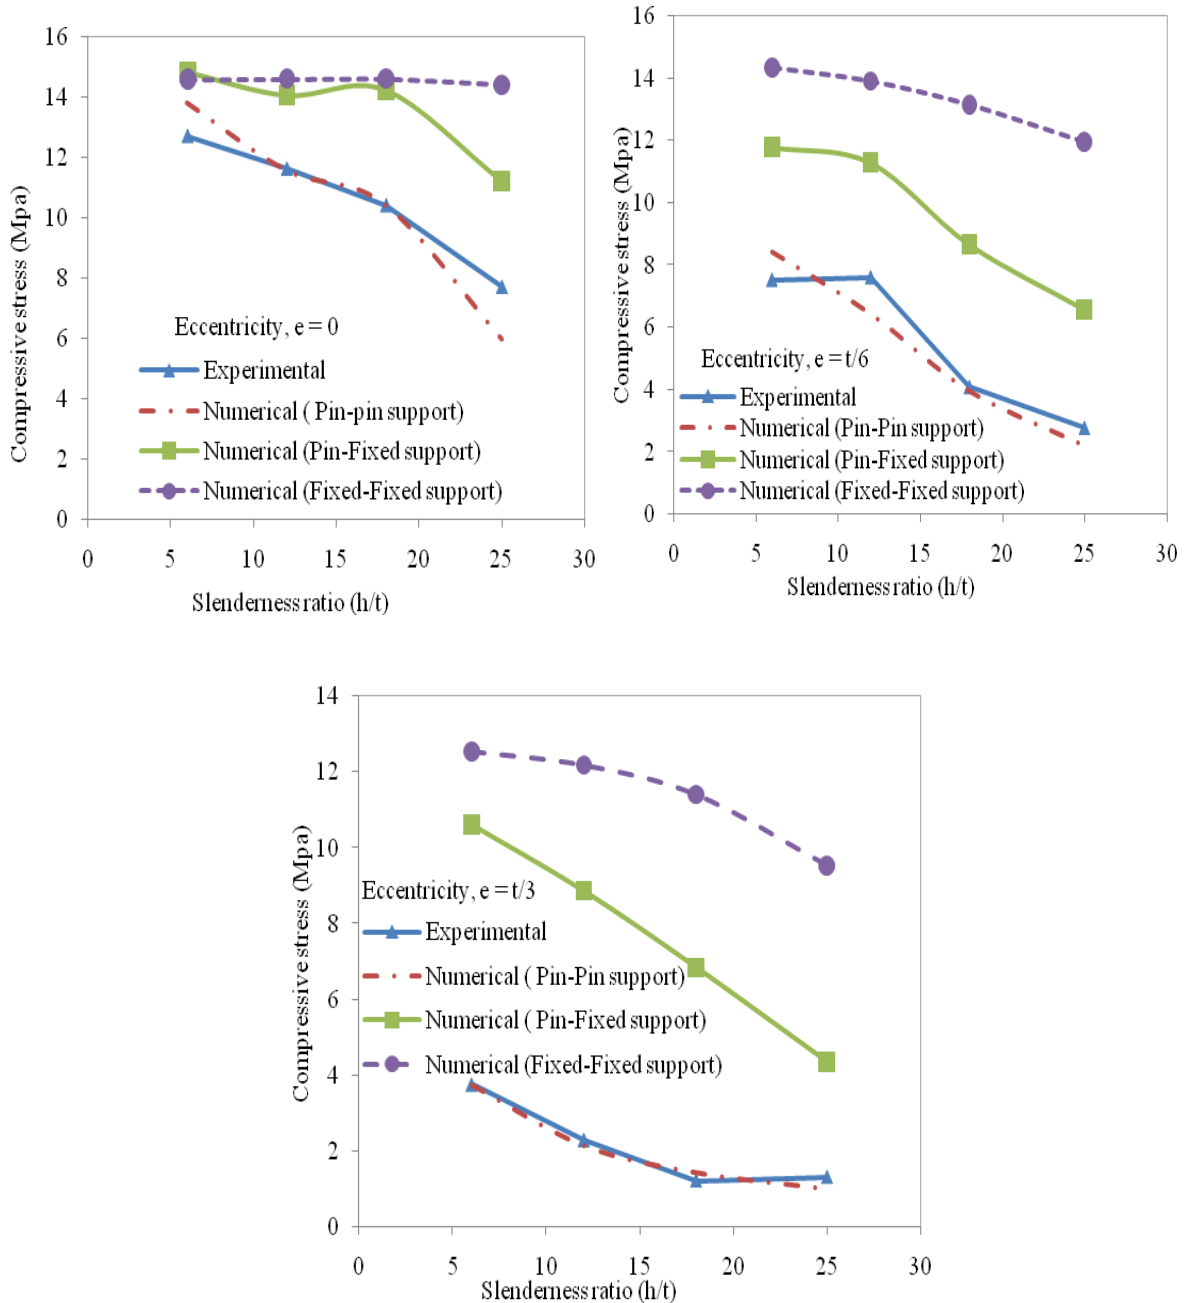 Compressive stress (Mpa)
16
14
12
10
8
6
4
2
0
Eccentricity, e = 0
Experimental
Numerical ( Pin-pin support)
Numerical (Pin-Fixed support)
Numerical (Fixed-Fixed support)
0 5 10 15 20 25 30
Slenderness ratio (h/t)
Compressive stress (Mpa)
16
14
12
10
8
6
4
2
0
Eccentricity, e = t/6
Experimental
Numerical (Pin-Pin support)
Numerical (Pin-Fixed support)
Numerical (Fixed-Fixed support)
0 5 10 15 20 25 30
Slenderness ratio (h/t)
Compressive stress (Mpa)
14
12
10
8
6
4
2
0
Eccentricity, e = t/3
Experimental
Numerical ( Pin-Pin support)
Numerical ( Pin-Fixed support)
Numerical (Fixed-Fixed support)
0 5 10 15 20 25 30
Slenderness ratio (h/t)